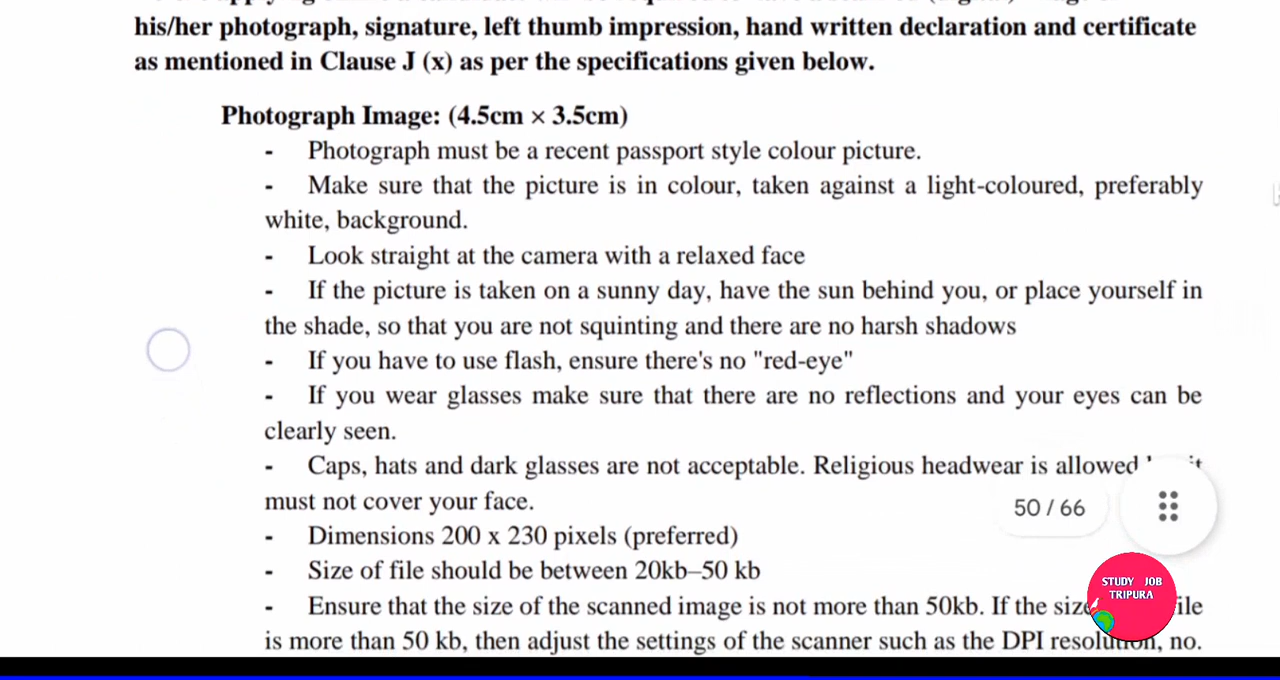 his/her photograph, signature, left thumb impression, hand written declaration and certificate
as mentioned in Clause J (x) as per the specifications given below.
Photograph Image: (4.5cm × 3.5cm)
- Photograph must be a recent passport style colour picture.
- Make sure that the picture is in colour, taken against a light-coloured, preferably
white, background.
- Look straight at the camera with a relaxed face
- If the picture is taken on a sunny day, have the sun behind you, or place yourself in
the shade, so that you are not squinting and there are no harsh shadows
- If you have to use flash, ensure there's no "red-eye"
- If you wear glasses make sure that there are no reflections and your eyes can be
clearly seen.
- Caps, hats and dark glasses are not acceptable. Religious headwear is allowed
must not cover your face.
50 / 66
- Dimensions 200 x 230 pixels (preferred)
- Size of file should be between 20kb–50 kb
STUDY JOB
TRIPURA
- Ensure that the size of the scanned image is not more than 50kb. If the
is more than 50 kb, then adjust the settings of the scanner such as the DPI resolution, no.